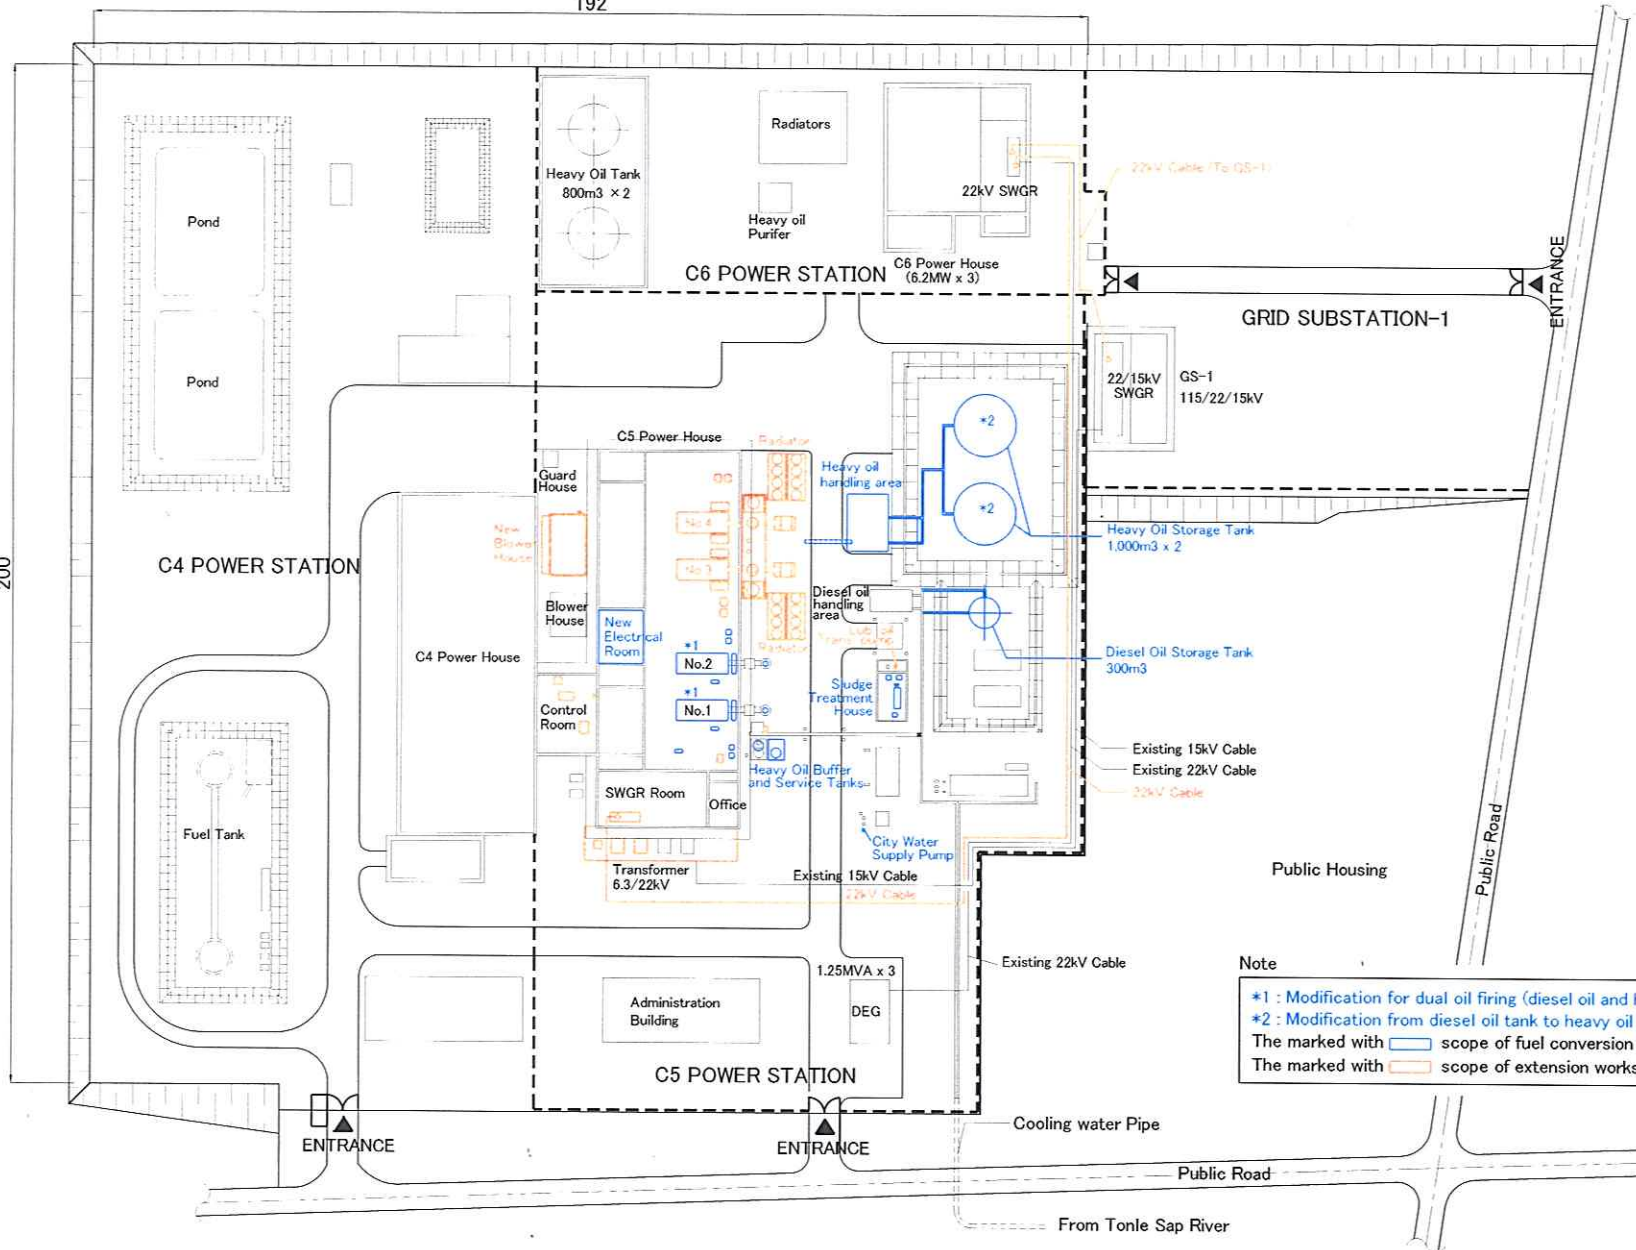 192
200
Pond
Pond
Heavy Oil Tank
800m3 × 2
Radiators
Heavy oil
Purifer
22kV SWGR
C6 Power House
(6.2MW x 3)
C6 POWER STATION
22kV Cable (To GS-1)
ENTRANCE
GRID SUBSTATION-1
22/15kV
SWGR
GS-1
115/22/15kV
C5 Power House
Radiator
Guard
House
Heavy oil
handling area
*2
*2
New
Blower
House
No.4
No.3
Heavy Oil Storage Tank
1,000m3 x 2
C4 POWER STATION
Blower
House
New
Electrical
Room
Diesel oil
handling
area
Lub. oil
Radiator
C4 Power House
*1
No.2
*1
No.1
Diesel Oil Storage Tank
300m3
Sludge
Treatment
House
Control
Room
Existing 15kV Cable
Existing 22kV Cable
22kV Cable
Heavy Oil Buffer
and Service Tanks
SWGR Room
Office
Fuel Tank
City Water
Supply Pump
Transformer
6.3/22kV
Existing 15kV Cable
22kV Cable
Public Housing
Public Road
1.25MVA x 3
DEG
Existing 22kV Cable
Administration
Building
C5 POWER STATION
Note
*1 : Modification for dual oil firing (diesel oil and
*2 : Modification from diesel oil tank to heavy oil
The marked with scope of fuel conversion
The marked with scope of extension works
ENTRANCE
ENTRANCE
Cooling water Pipe
Public Road
From Tonle Sap River